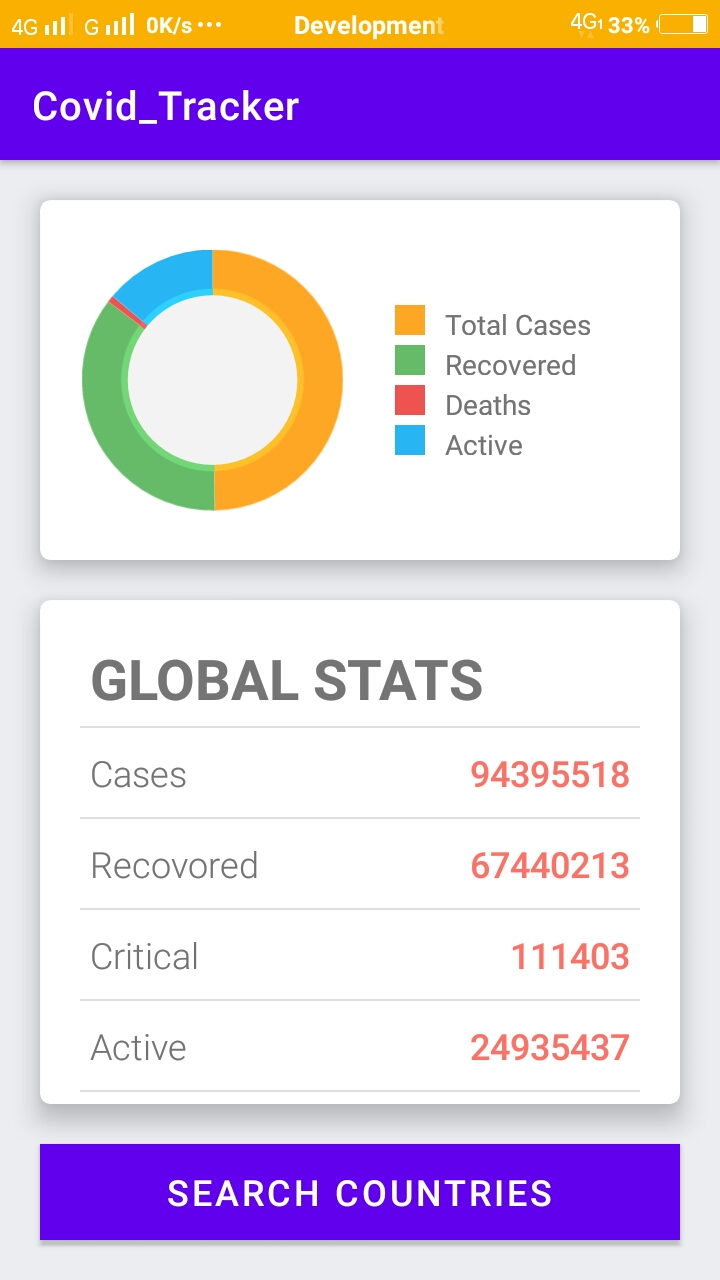 4G G 0K/s ··· Development 4G1 33%
Covid_Tracker
Total Cases
Recovered
Deaths
Active
GLOBAL STATS
Cases 94395518
Recovored 67440213
Critical 111403
Active 24935437
SEARCH COUNTRIES